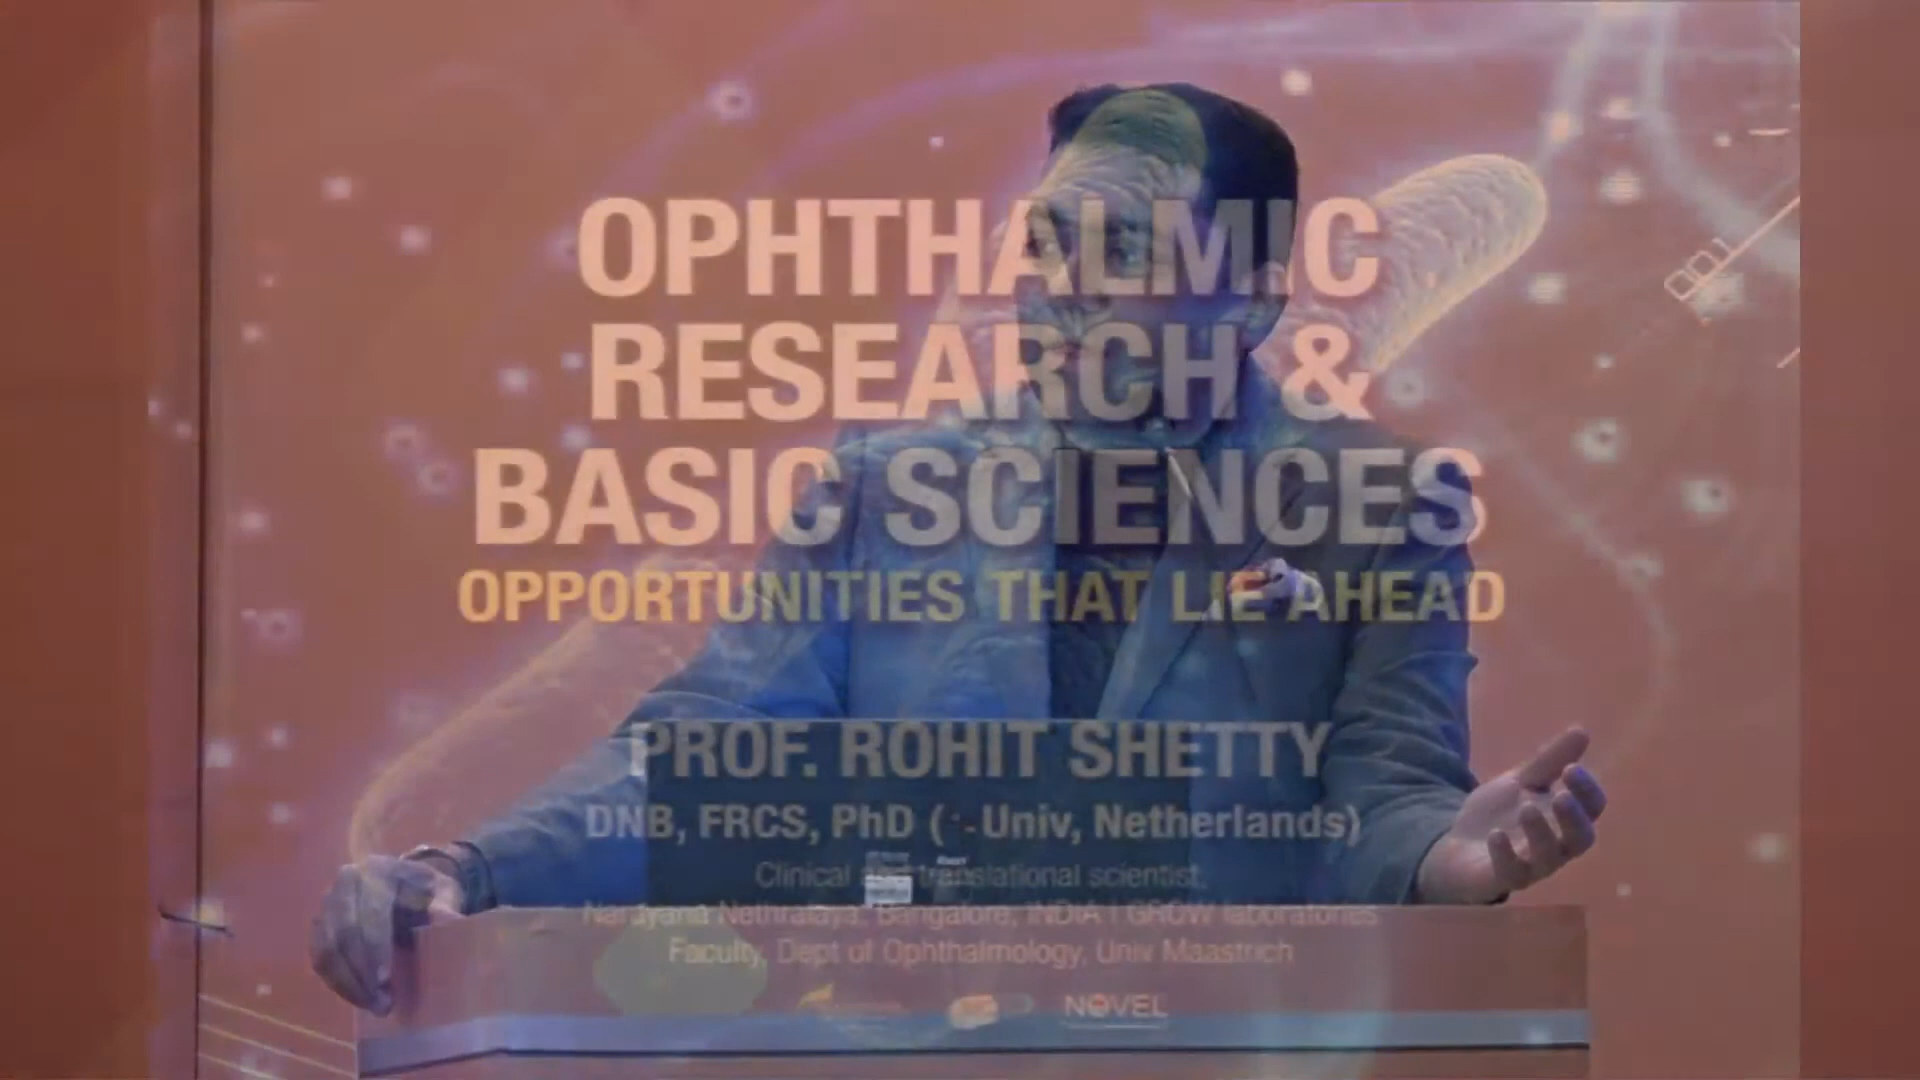 OPHTHALMIC
RESEARCH &
BASIC SCIENCES
OPPORTUNITIES THAT LIE AHEAD
PROF. ROHIT SHETTY
DNB, FRCS, PhD ( -Univ, Netherlands)
Clinical and translational scientist,
Narayana Nethralaya, Bangalore, INDIA | GROW laboratories
Faculty, Dept of Ophthalmology, Univ Maastrich
NOVEL